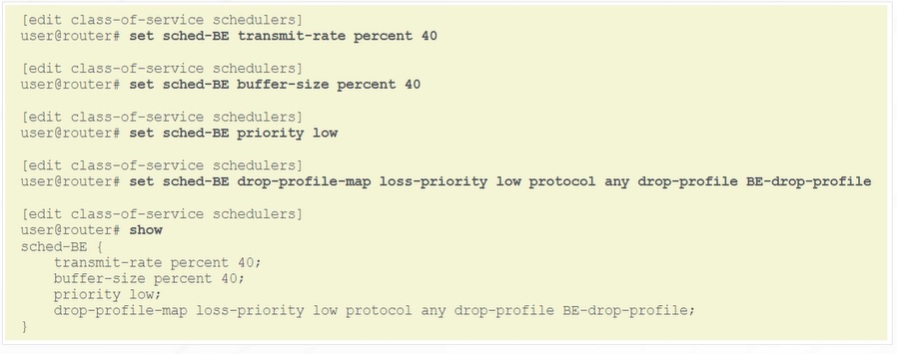 [edit class-of-service schedulers]
user@router# set sched-BE transmit-rate percent 40
[edit class-of-service schedulers]
user@router# set sched-BE buffer-size percent 40
[edit class-of-service schedulers]
user@router# set sched-BE priority low
[edit class-of-service schedulers]
user@router# set sched-BE drop-profile-map loss-priority low protocol any drop-profile BE-drop-profile
[edit class-of-service schedulers]
user@router# show
sched-BE {
    transmit-rate percent 40;
    buffer-size percent 40;
    priority low;
    drop-profile-map loss-priority low protocol any drop-profile BE-drop-profile;
}